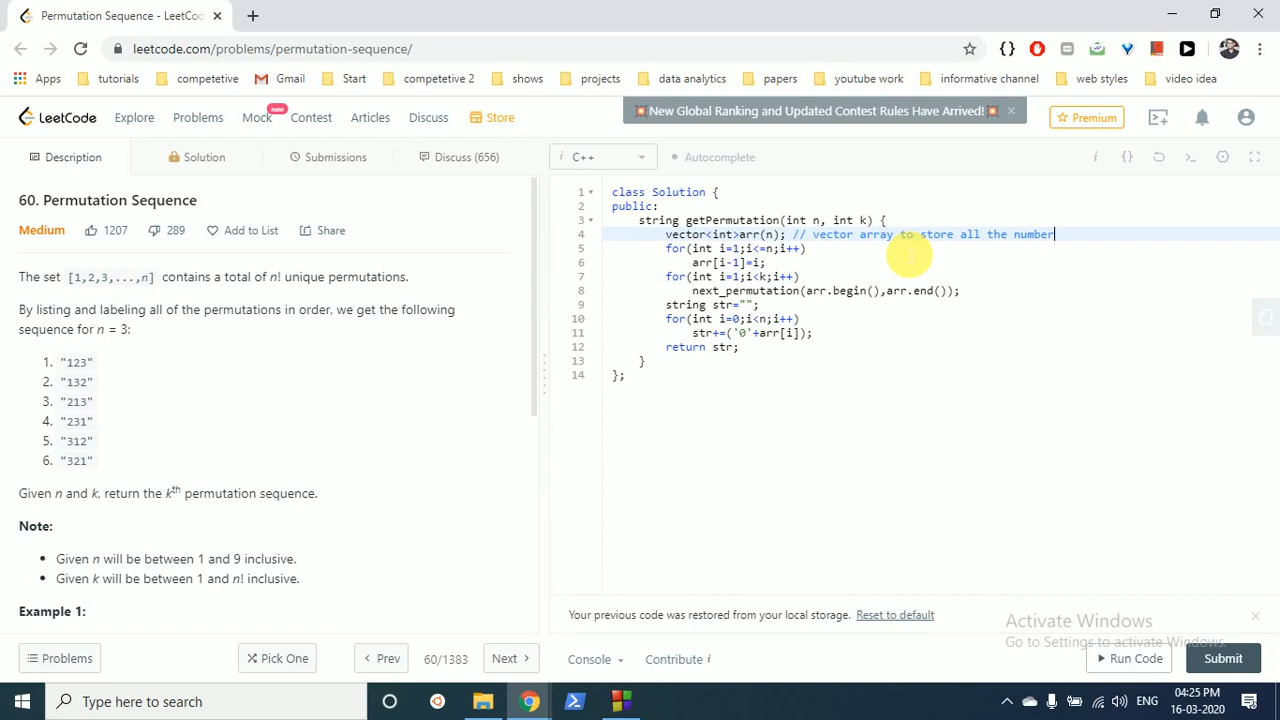 Permutation Sequence - LeetCod
leetcode.com/problems/permutation-sequence/
Apps tutorials competetive Gmail Start competetive 2 shows projects data analytics papers youtube work informative channel web styles video idea
LeetCode Explore Problems Mock new Contest Articles Discuss Store
💥New Global Ranking and Updated Contest Rules Have Arrived!💥
Premium
Description Solution Submissions Discuss (656)
60. Permutation Sequence
Medium 1207 289 Add to List Share
The set [1,2,3,...,n] contains a total of n! unique permutations.
By listing and labeling all of the permutations in order, we get the following
sequence for n = 3:
1. "123"
2. "132"
3. "213"
4. "231"
5. "312"
6. "321"
Given n and k, return the kth permutation sequence.
Note:
• Given n will be between 1 and 9 inclusive.
• Given k will be between 1 and n! inclusive.
Example 1:
Problems Pick One Prev 60/1383 Next
i C++ Autocomplete
1 class Solution {
2 public:
3 string getPermutation(int n, int k) {
4 vector<int>arr(n); // vector array to store all the number
5 for(int i=1;i<=n;i++)
6 arr[i-1]=i;
7 for(int i=1;i<k;i++)
8 next_permutation(arr.begin(),arr.end());
9 string str="";
10 for(int i=0;i<n;i++)
11 str+=('0'+arr[i]);
12 return str;
13 }
14 };
Your previous code was restored from your local storage. Reset to default
Activate Windows
Go to Settings to activate Windows.
Console Contribute i Run Code Submit
Type here to search
ENG
04:25 PM
16-03-2020